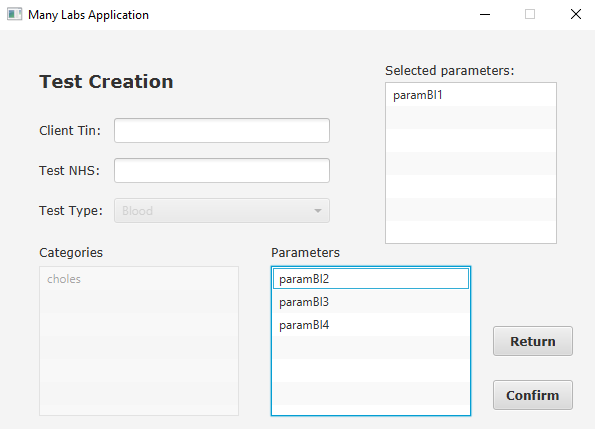 Many Labs Application
Test Creation
Selected parameters:
paramBl1
Client Tin:
Test NHS:
Test Type: Blood
Categories
choles
Parameters
paramBl2
paramBl3
paramBl4
Return
Confirm